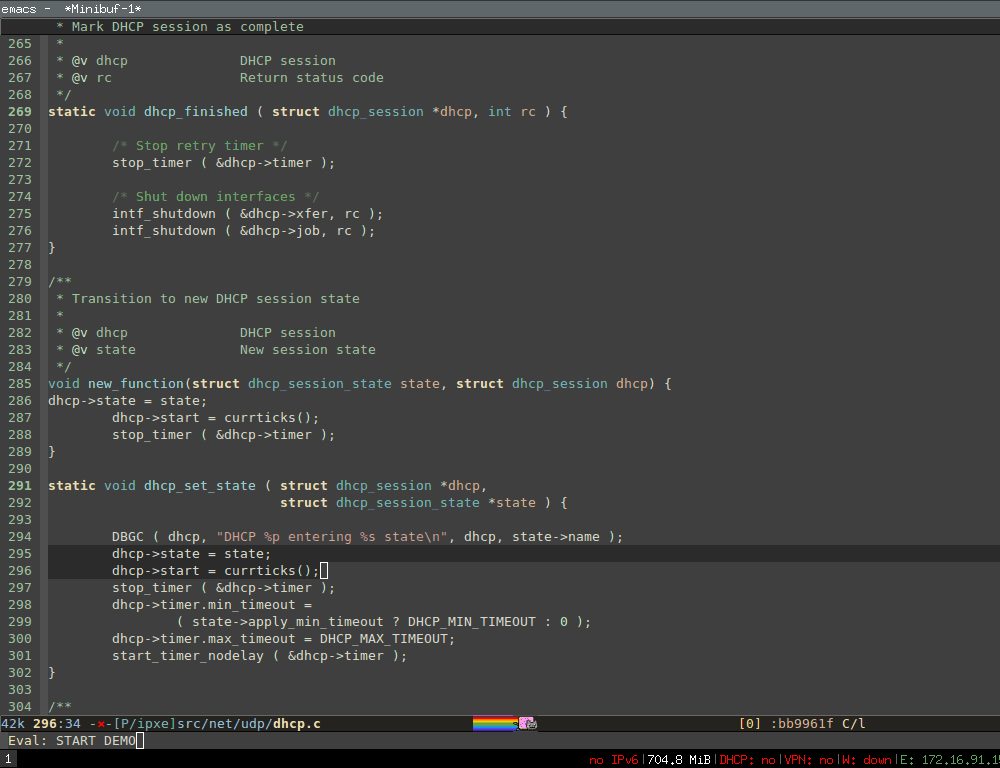 emacs -  *Minibuf-1*
 * Mark DHCP session as complete
265  *
266  * @v dhcp              DHCP session
267  * @v rc                Return status code
268  */
269 static void dhcp_finished ( struct dhcp_session *dhcp, int rc ) {
270
271         /* Stop retry timer */
272         stop_timer ( &dhcp->timer );
273
274         /* Shut down interfaces */
275         intf_shutdown ( &dhcp->xfer, rc );
276         intf_shutdown ( &dhcp->job, rc );
277 }
278
279 /**
280  * Transition to new DHCP session state
281  *
282  * @v dhcp              DHCP session
283  * @v state             New session state
284  */
285 void new_function(struct dhcp_session_state state, struct dhcp_session dhcp) {
286 dhcp->state = state;
287         dhcp->start = currticks();
288         stop_timer ( &dhcp->timer );
289 }
290
291 static void dhcp_set_state ( struct dhcp_session *dhcp,
292                              struct dhcp_session_state *state ) {
293
294         DBGC ( dhcp, "DHCP %p entering %s state\n", dhcp, state->name );
295         dhcp->state = state;
296         dhcp->start = currticks();
297         stop_timer ( &dhcp->timer );
298         dhcp->timer.min_timeout =
299                 ( state->apply_min_timeout ? DHCP_MIN_TIMEOUT : 0 );
300         dhcp->timer.max_timeout = DHCP_MAX_TIMEOUT;
301         start_timer_nodelay ( &dhcp->timer );
302 }
303
304 /**
42k 296:34 -×-[P/ipxe]src/net/udp/dhcp.c [0] :bb9961f C/l
Eval: START DEMO
1 no IPv6|704.8 MiB|DHCP: no|VPN: no|W: down|E: 172.16.91.1